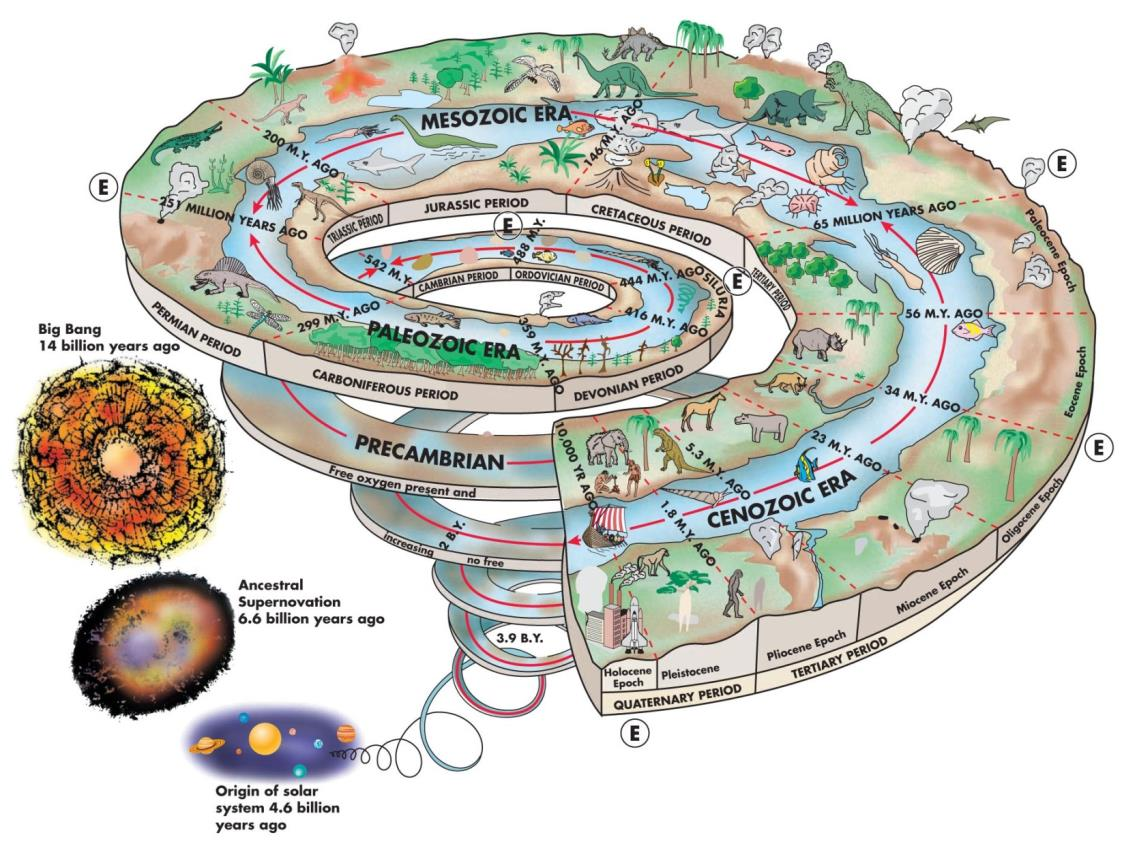 MESOZOIC ERA
146 M.Y. AGO
200 M.Y. AGO
E
E
251 MILLION YEARS AGO
65 MILLION YEARS AGO
TRIASSIC PERIOD
JURASSIC PERIOD
CRETACEOUS PERIOD
TERTIARY PERIOD
Paleocene Epoch
E
488 M.Y.
542 M.Y.
CAMBRIAN PERIOD
ORDOVICIAN PERIOD
444 M.Y. AGO
SILURIA
E
416 M.Y. AGO
359 M.Y. AGO
299 M.Y. AGO
PALEOZOIC ERA
56 M.Y. AGO
Eocene Epoch
PERMIAN PERIOD
CARBONIFEROUS PERIOD
DEVONIAN PERIOD
34 M.Y. AGO
E
Big Bang
14 billion years ago
PRECAMBRIAN
Free oxygen present and
increasing
2 B.Y.
no free
3.9 B.Y.
10,000 YR AGO
5.3 M.Y. AGO
1.8 M.Y. AGO
23 M.Y. AGO
CENOZOIC ERA
Oligocene Epoch
Miocene Epoch
Pliocene Epoch
Pleistocene
Holocene
Epoch
TERTIARY PERIOD
QUATERNARY PERIOD
E
Ancestral
Supernovation
6.6 billion years ago
Origin of solar
system 4.6 billion
years ago